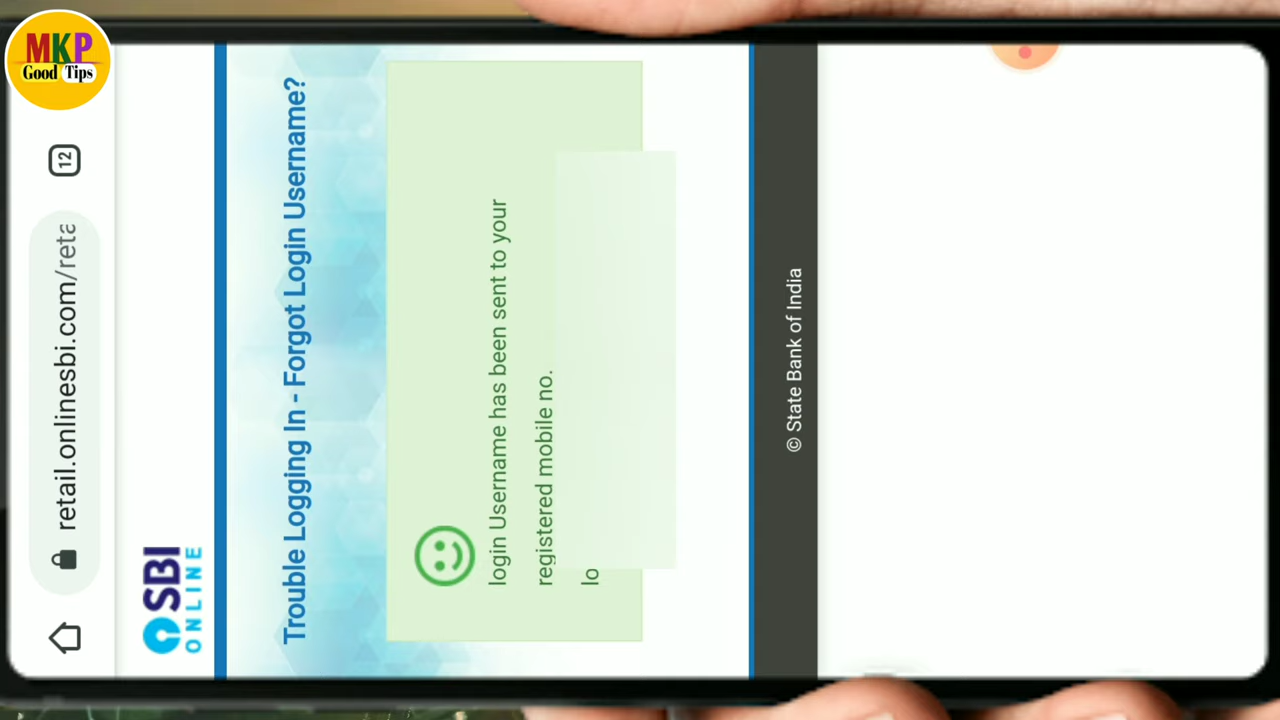 MKP
Good Tips
12
retail.onlinesbi.com/reta
SBI
ONLINE
Trouble Logging In - Forgot Login Username?
login Username has been sent to your
registered mobile no.
lo
© State Bank of India